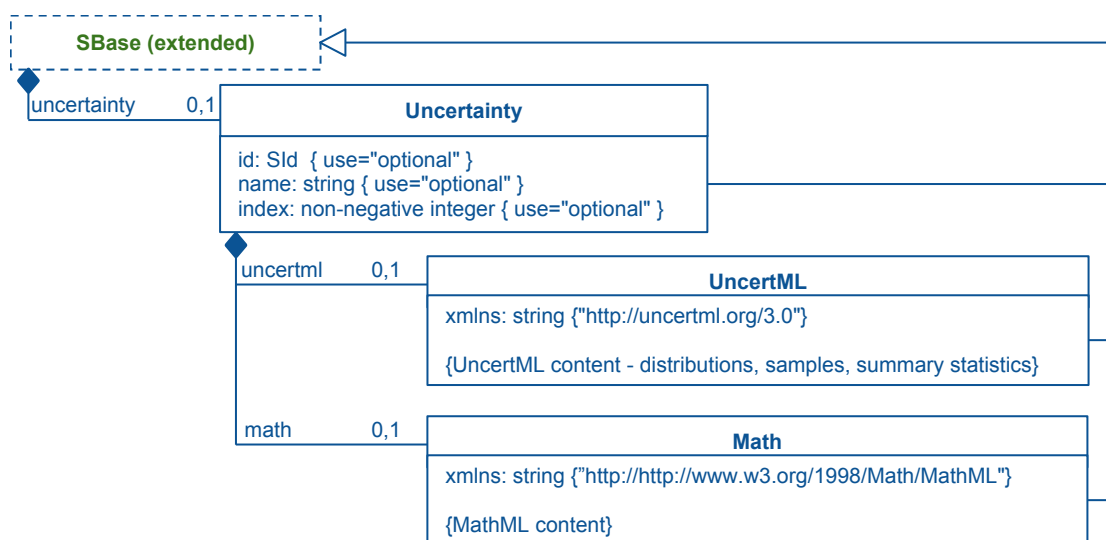 SBase (extended)
uncertainty 0,1
Uncertainty
id: SId { use="optional" }
name: string { use="optional" }
index: non-negative integer { use="optional" }
uncertml 0,1
UncertML
xmlns: string {"http://uncertml.org/3.0"}
{UncertML content - distributions, samples, summary statistics}
math 0,1
Math
xmlns: string {”http://http://www.w3.org/1998/Math/MathML"}
{MathML content}